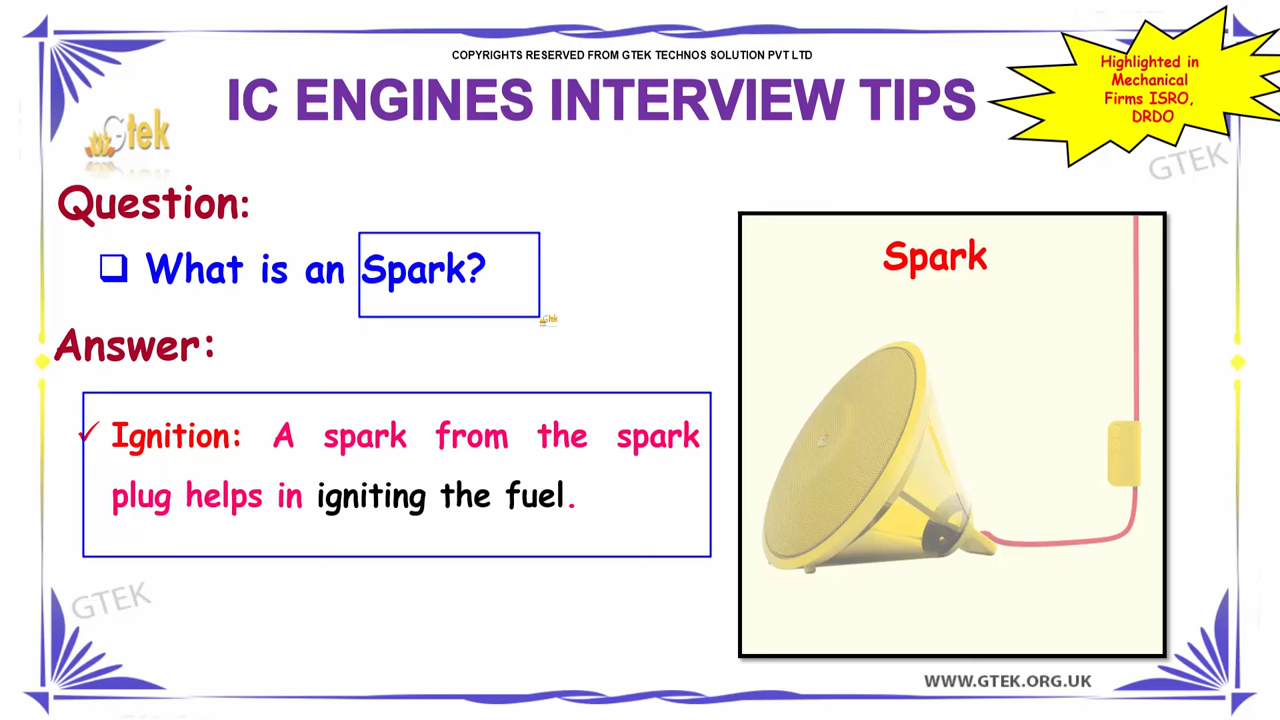 COPYRIGHTS RESERVED FROM GTEK TECHNOS SOLUTION PVT LTD
IC ENGINES INTERVIEW TIPS
Highlighted in
Mechanical
Firms ISRO,
DRDO
Gtek
GTEK
Question:
What is an Spark?
Gtek
Answer:
Ignition: A spark from the spark
plug helps in igniting the fuel.
Spark
GTEK
WWW.GTEK.ORG.UK